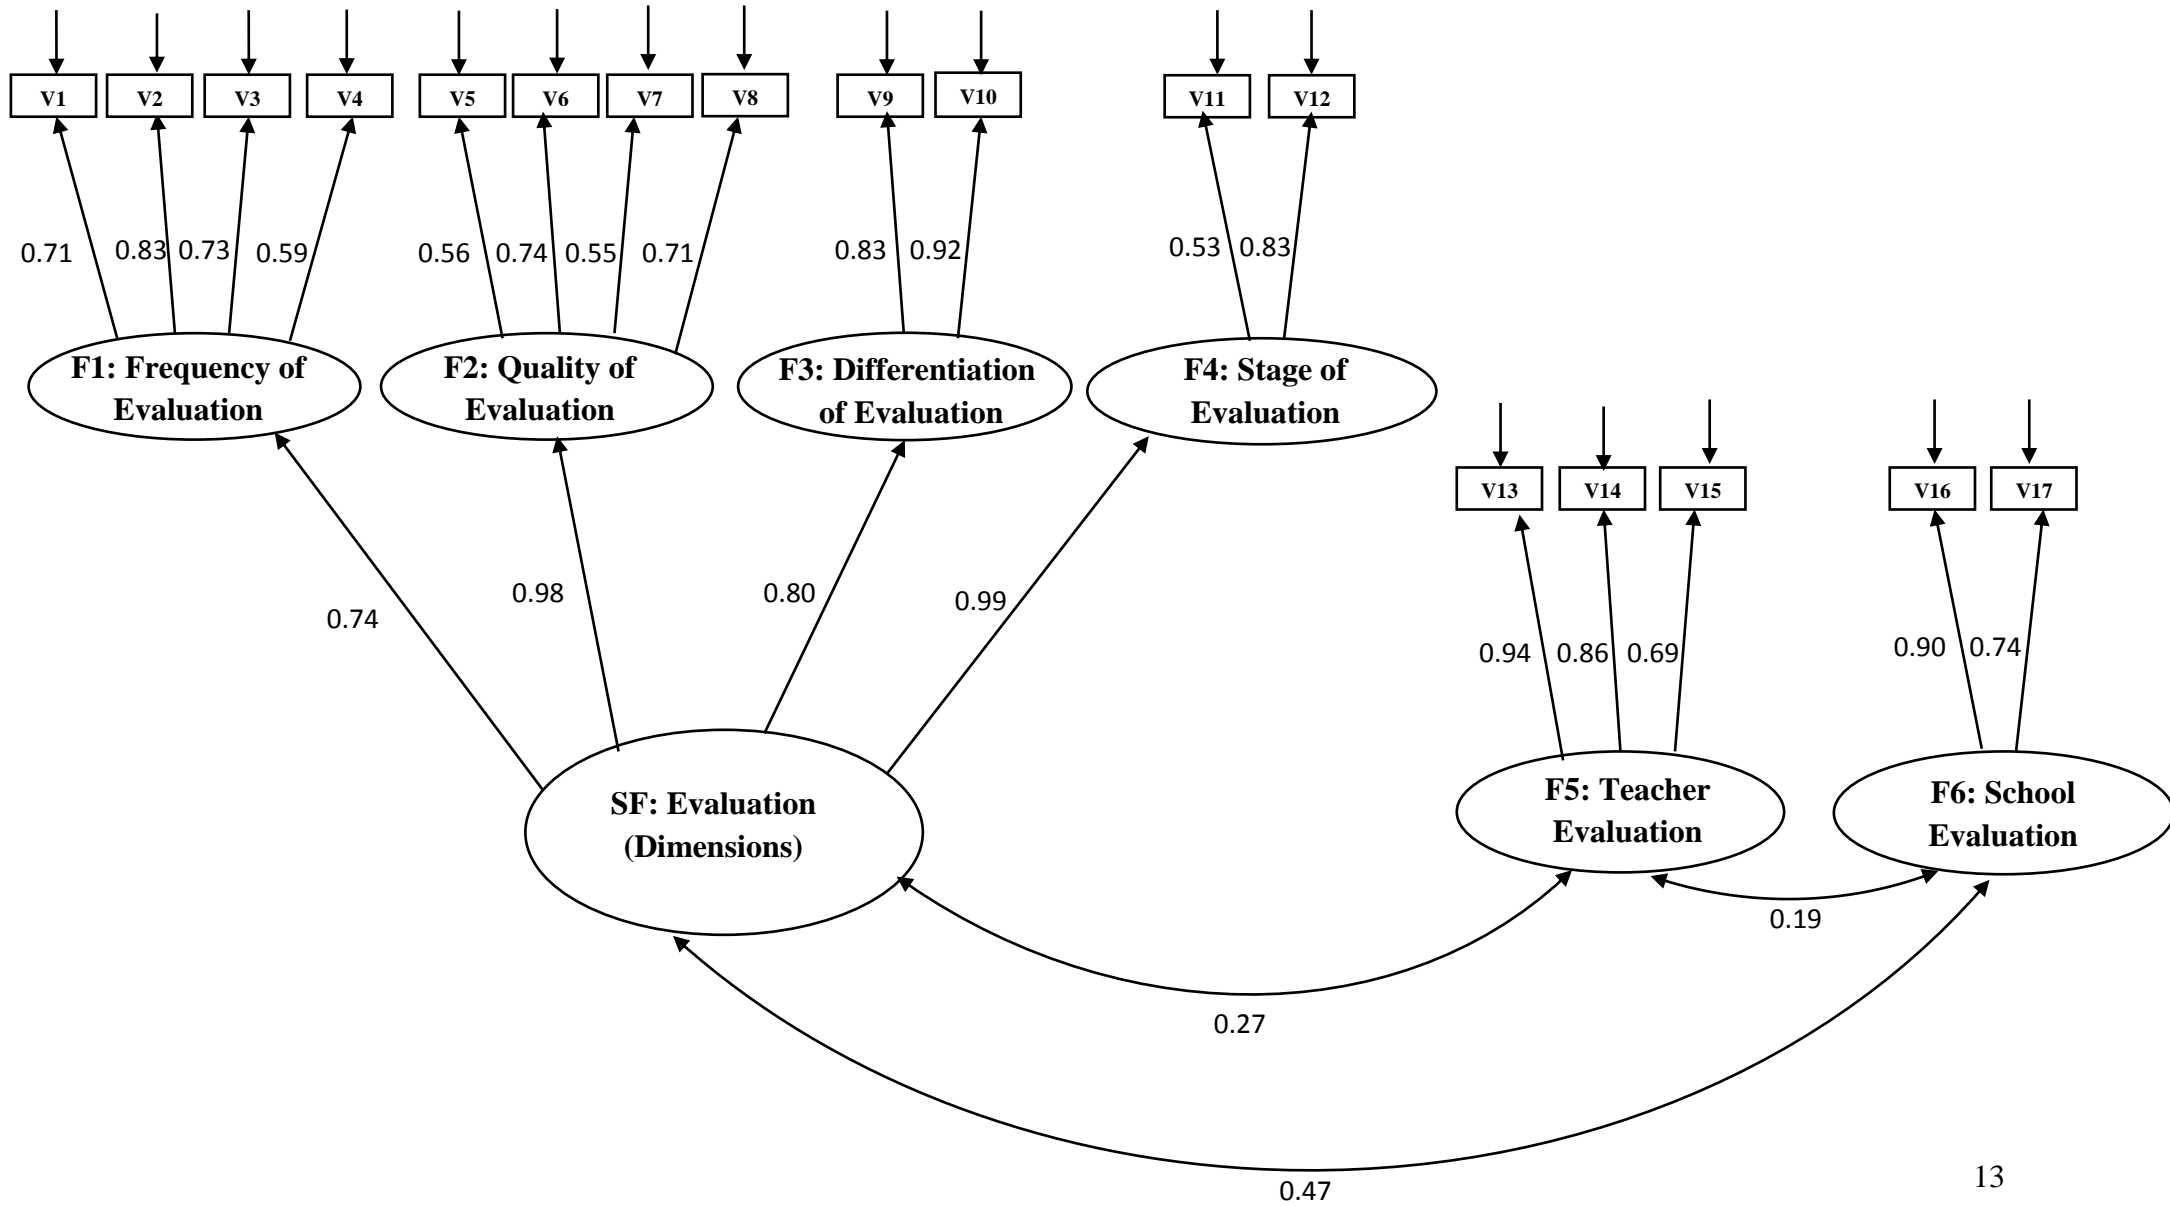 V1 V2 V3 V4 V5 V6 V7 V8 V9 V10 V11 V12
0.71 0.83 0.73 0.59 0.56 0.74 0.55 0.71 0.83 0.92 0.53 0.83
F1: Frequency of
Evaluation
F2: Quality of
Evaluation
F3: Differentiation
of Evaluation
F4: Stage of
Evaluation
V13 V14 V15 V16 V17
0.74 0.98 0.80 0.99
0.94 0.86 0.69 0.90 0.74
SF: Evaluation
(Dimensions)
F5: Teacher
Evaluation
F6: School
Evaluation
0.19
0.27
0.47
13